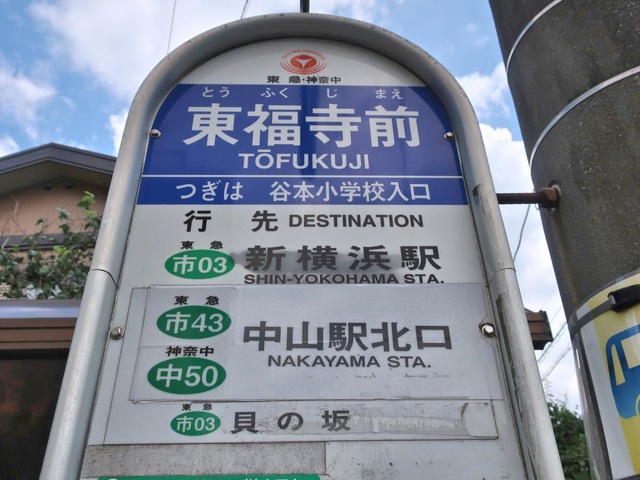 東急・神奈中
とう ふく じ まえ
東福寺前
TŌFUKUJI
つぎは 谷本小学校入口
行先 DESTINATION
東急
市03 新横浜駅
SHIN-YOKOHAMA STA.
東急
市43
中山駅北口
神奈中
中50
NAKAYAMA STA.
東急
市03 貝の坂